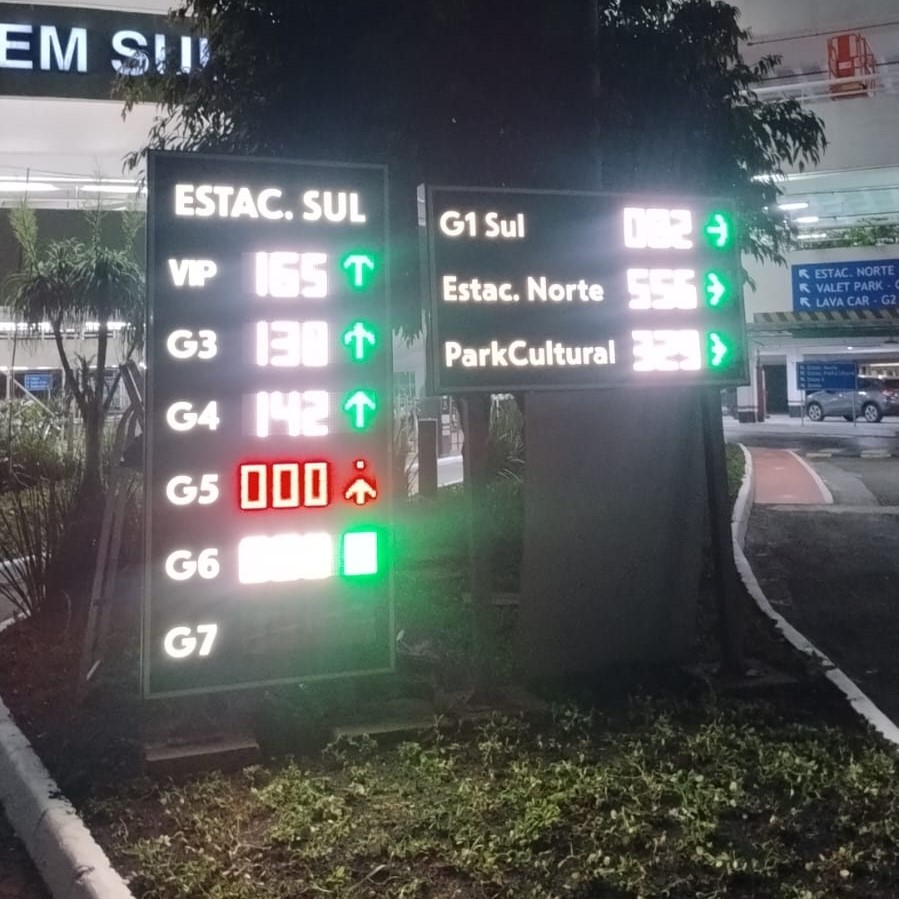 EM SUL
ESTAC. SUL
VIP 165
G3 130
G4 142
G5 000
G6
G7
G1 Sul 082
Estac. Norte 556
ParkCultural 329
ESTAC. NORTE
VALET PARK - G
LAVA CAR - G2